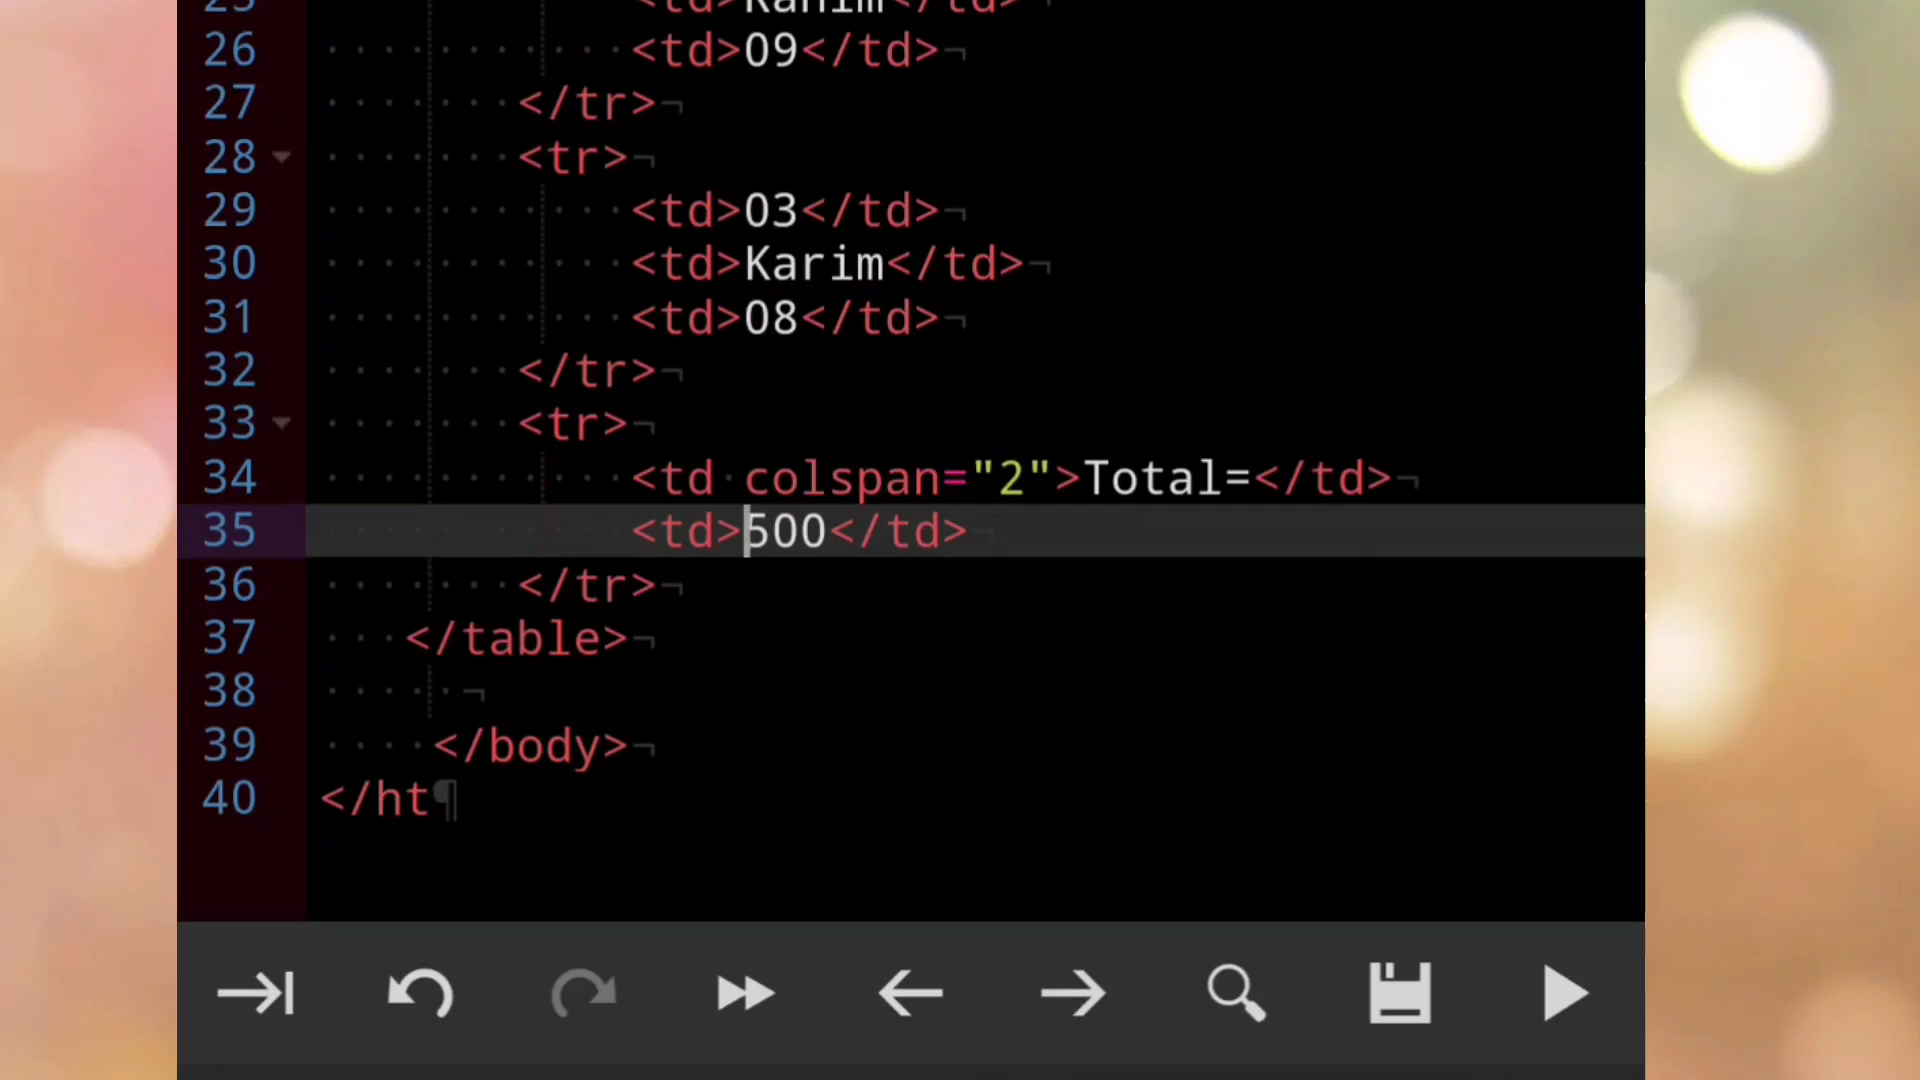 26 <td>09</td>
27 </tr>
28 <tr>
29 <td>03</td>
30 <td>Karim</td>
31 <td>08</td>
32 </tr>
33 <tr>
34 <td colspan="2">Total=</td>
35 <td>500</td>
36 </tr>
37 </table>
38
39 </body>
40 </ht